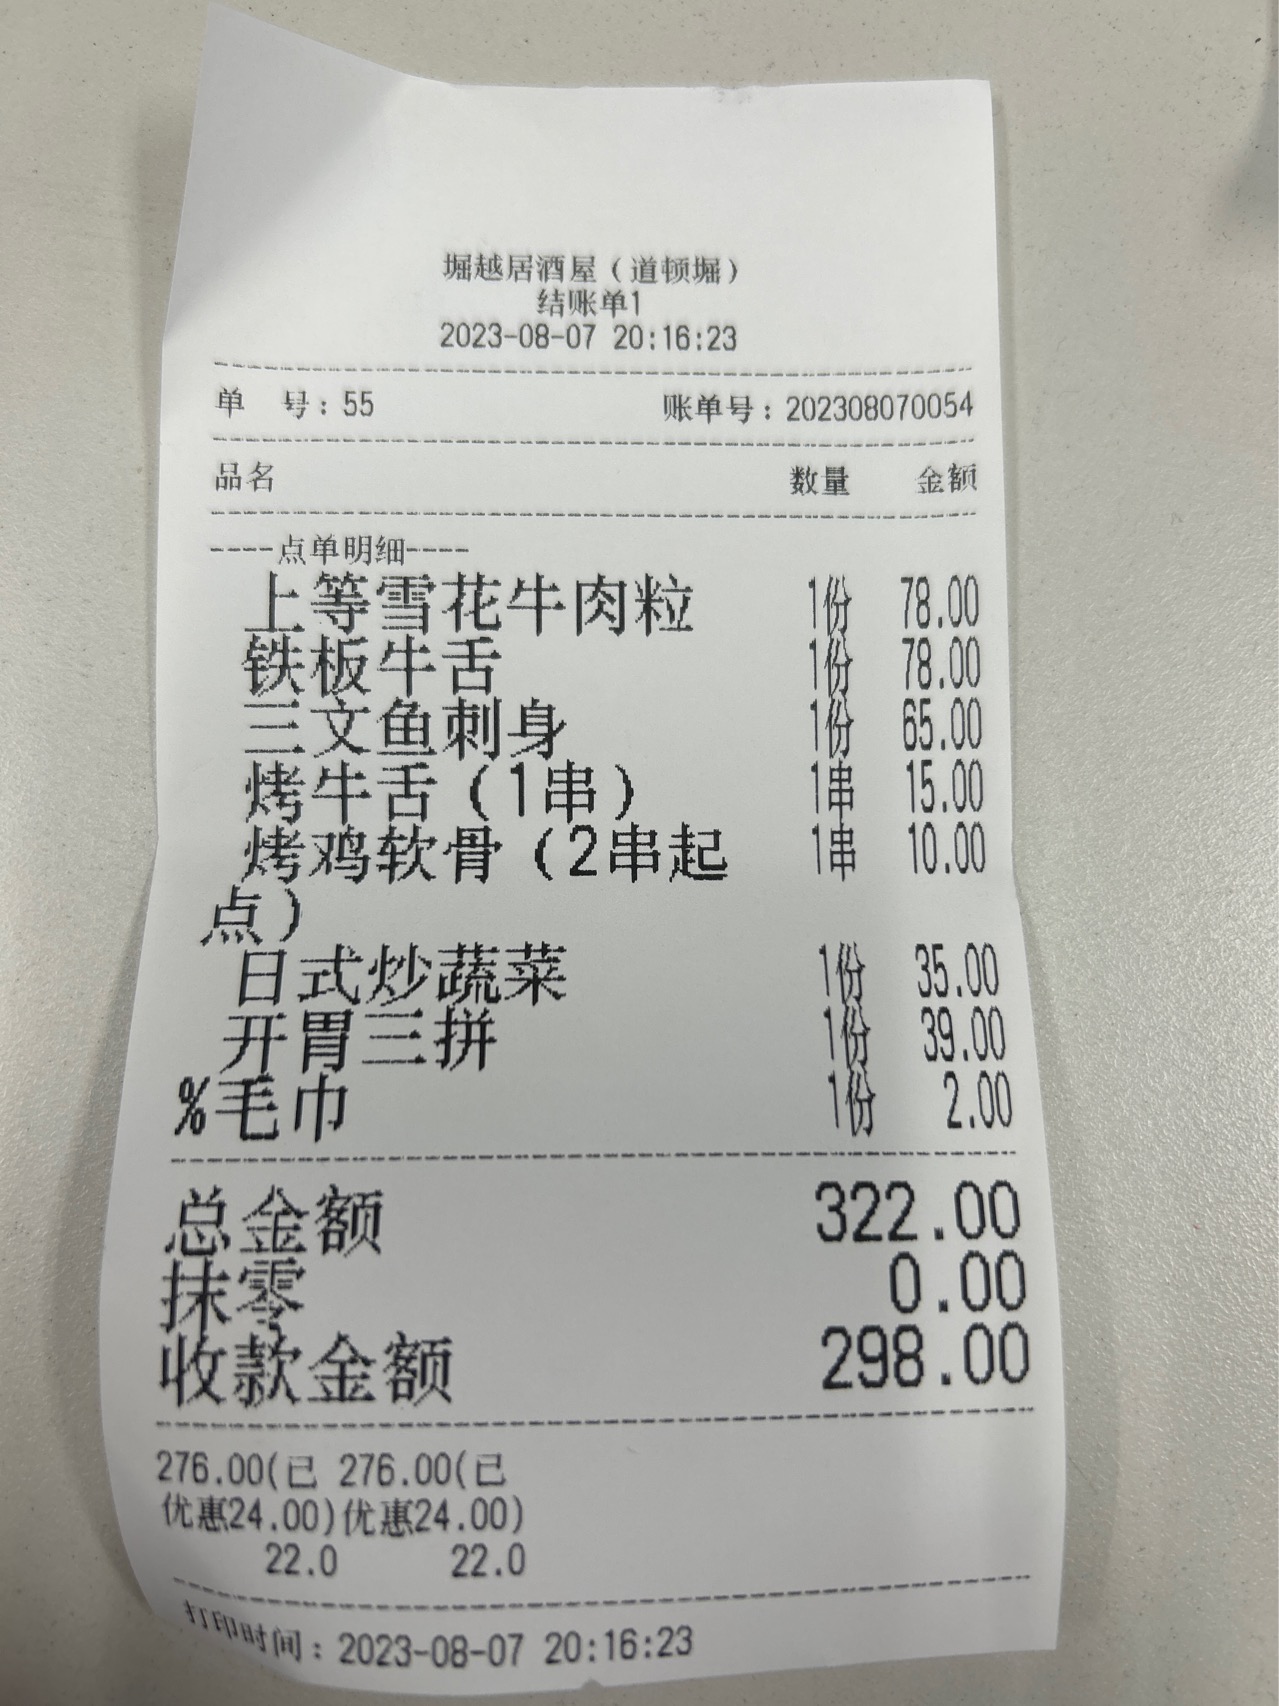 堀越居酒屋（道顿堀）
结账单1
2023-08-07 20:16:23
单 号：55 账单号：202308070054
品名 数量 金额
----点单明细----
上等雪花牛肉粒 1份 78.00
铁板牛舌 1份 78.00
三文鱼刺身 1份 65.00
烤牛舌（1串） 1串 15.00
烤鸡软骨（2串起 1串 10.00
点）
日式炒蔬菜 1份 35.00
开胃三拼 1份 39.00
%毛巾 1份 2.00
总金额 322.00
抹零 0.00
收款金额 298.00
276.00(已 276.00(已
优惠24.00)优惠24.00)
22.0 22.0
打印时间：2023-08-07 20:16:23